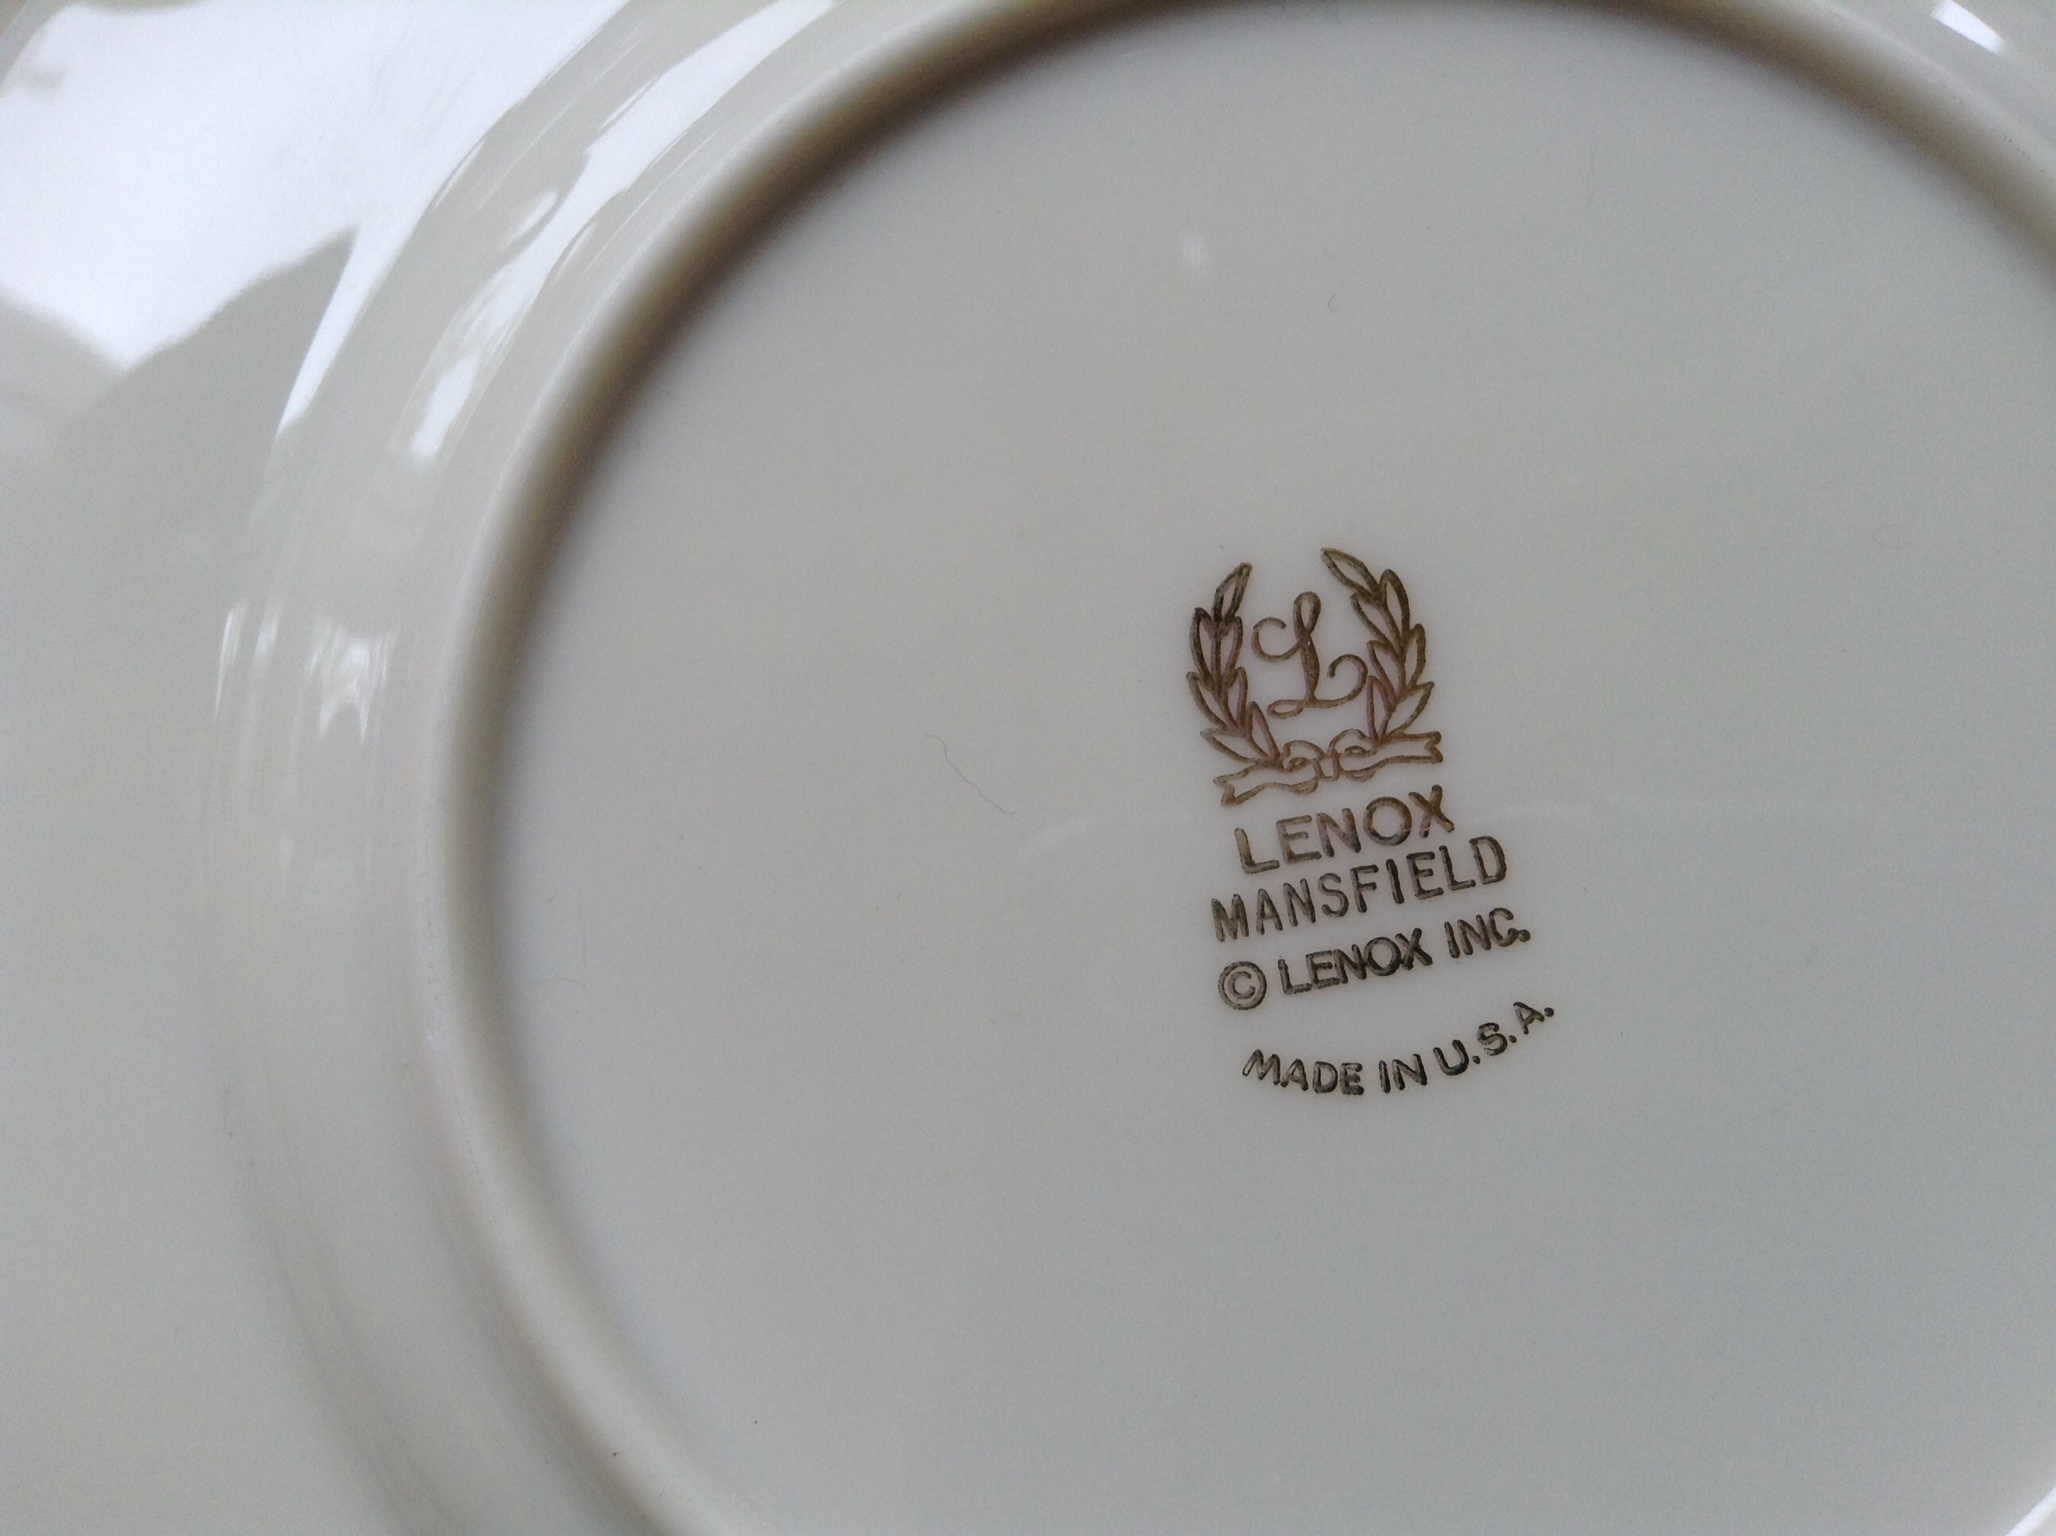 L
LENOX
MANSFIELD
© LENOX INC.
MADE IN U.S.A.